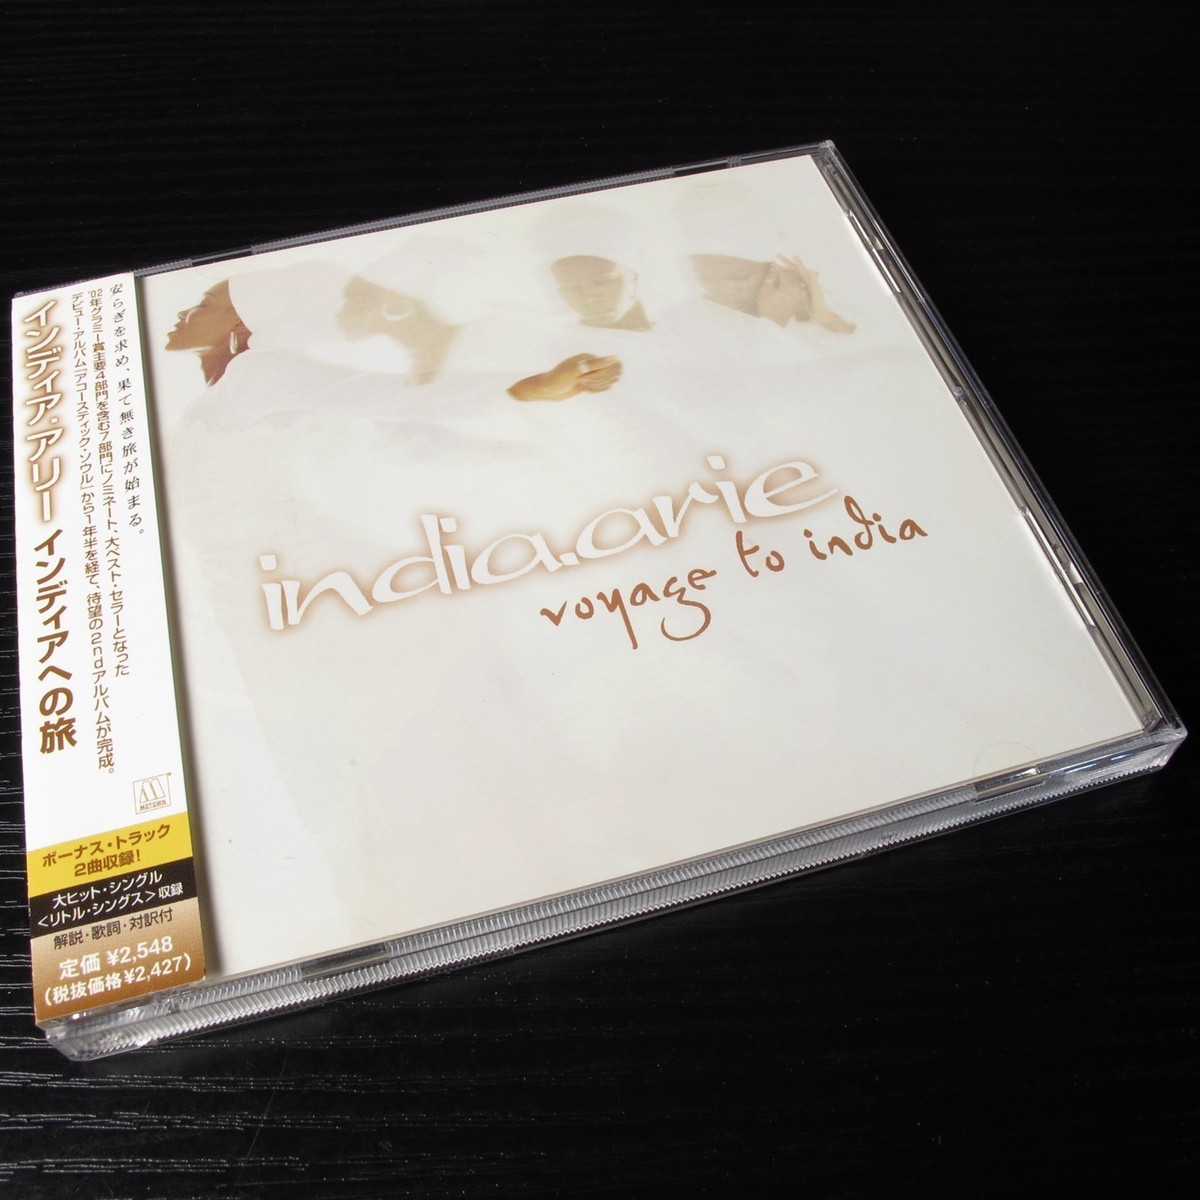 安らぎを求め、果て無き旅が始まる。
'02年グラミー賞主要4部門を含む7部門にノミネート、大ベスト・セラーとなった
デビュー・アルバム「アコースティック・ソウル」から1年半を経て、待望の2ndアルバムが完成。
インディア.アリー インディアへの旅
MOTOWN
ボーナス・トラック
2曲収録!
大ヒット・シングル
<リトル・シングス>収録
解説・歌詞・対訳付
定価 ¥2,548
(税抜価格¥2,427)
india.arie
voyage to india